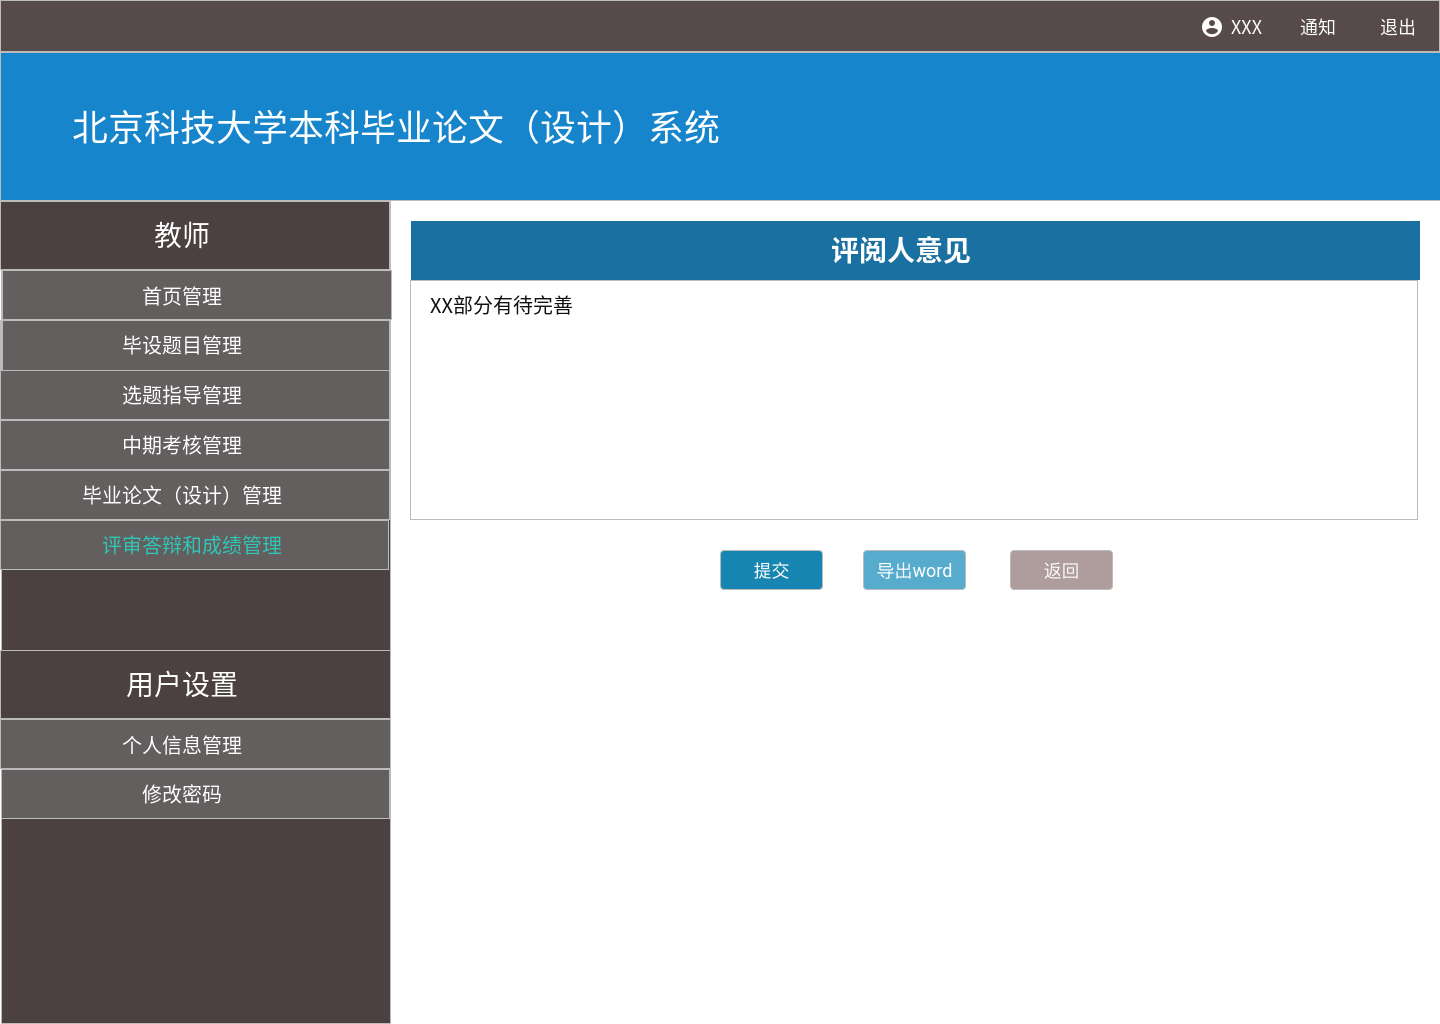 XXX 通知 退出
北京科技大学本科毕业论文（设计）系统
教师
首页管理
毕设题目管理
选题指导管理
中期考核管理
毕业论文（设计）管理
评审答辩和成绩管理
用户设置
个人信息管理
修改密码
评阅人意见
XX部分有待完善
提交 导出word 返回